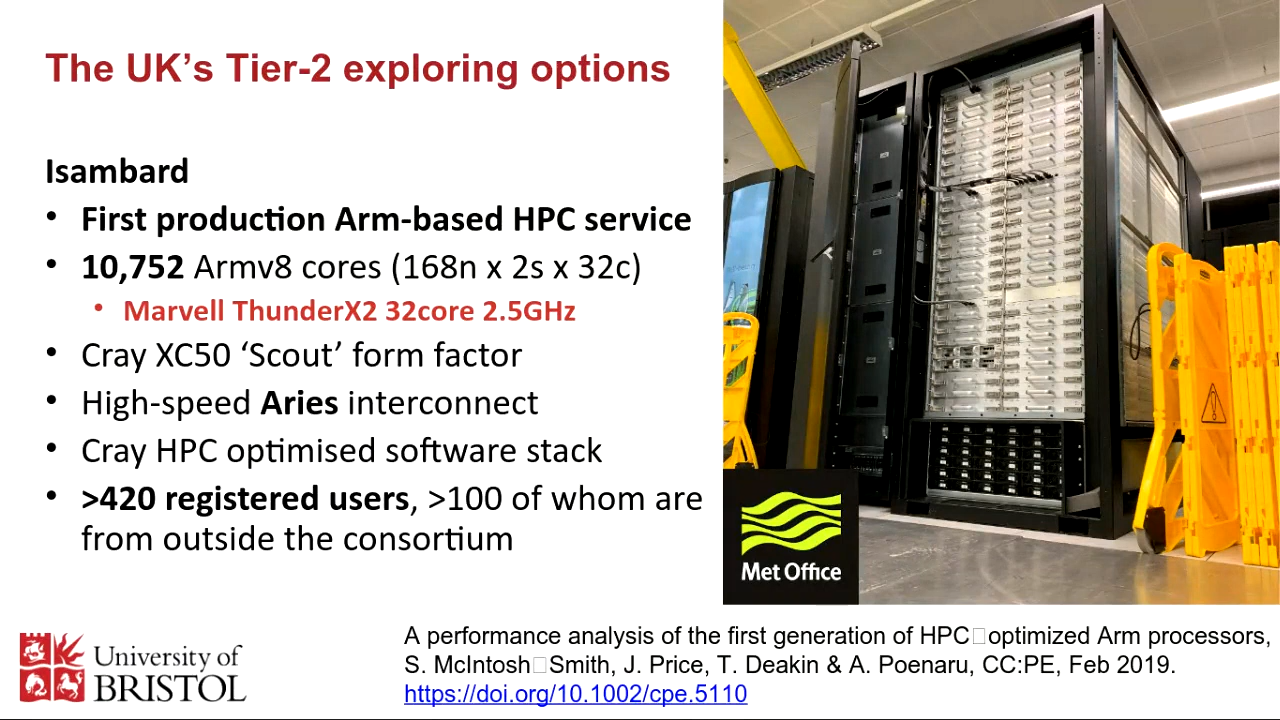 The UK’s Tier-2 exploring options
Isambard
• First production Arm-based HPC service
• 10,752 Armv8 cores (168n x 2s x 32c)
• Marvell ThunderX2 32core 2.5GHz
• Cray XC50 ‘Scout’ form factor
• High-speed Aries interconnect
• Cray HPC optimised software stack
• >420 registered users, >100 of whom are
from outside the consortium
Met Office
University of
BRISTOL
A performance analysis of the first generation of HPC□optimized Arm processors,
S. McIntosh□Smith, J. Price, T. Deakin & A. Poenaru, CC:PE, Feb 2019.
https://doi.org/10.1002/cpe.5110